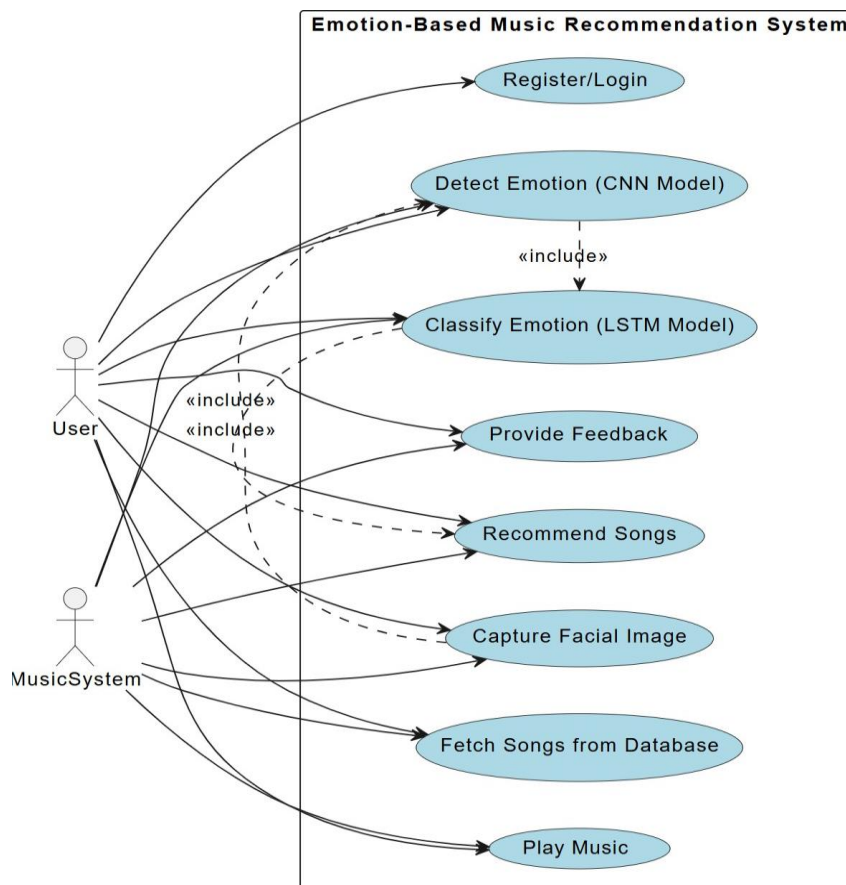 Emotion-Based Music Recommendation System
Register/Login
Detect Emotion (CNN Model)
«include»
Classify Emotion (LSTM Model)
«include»
«include»
User
Provide Feedback
Recommend Songs
Capture Facial Image
MusicSystem
Fetch Songs from Database
Play Music